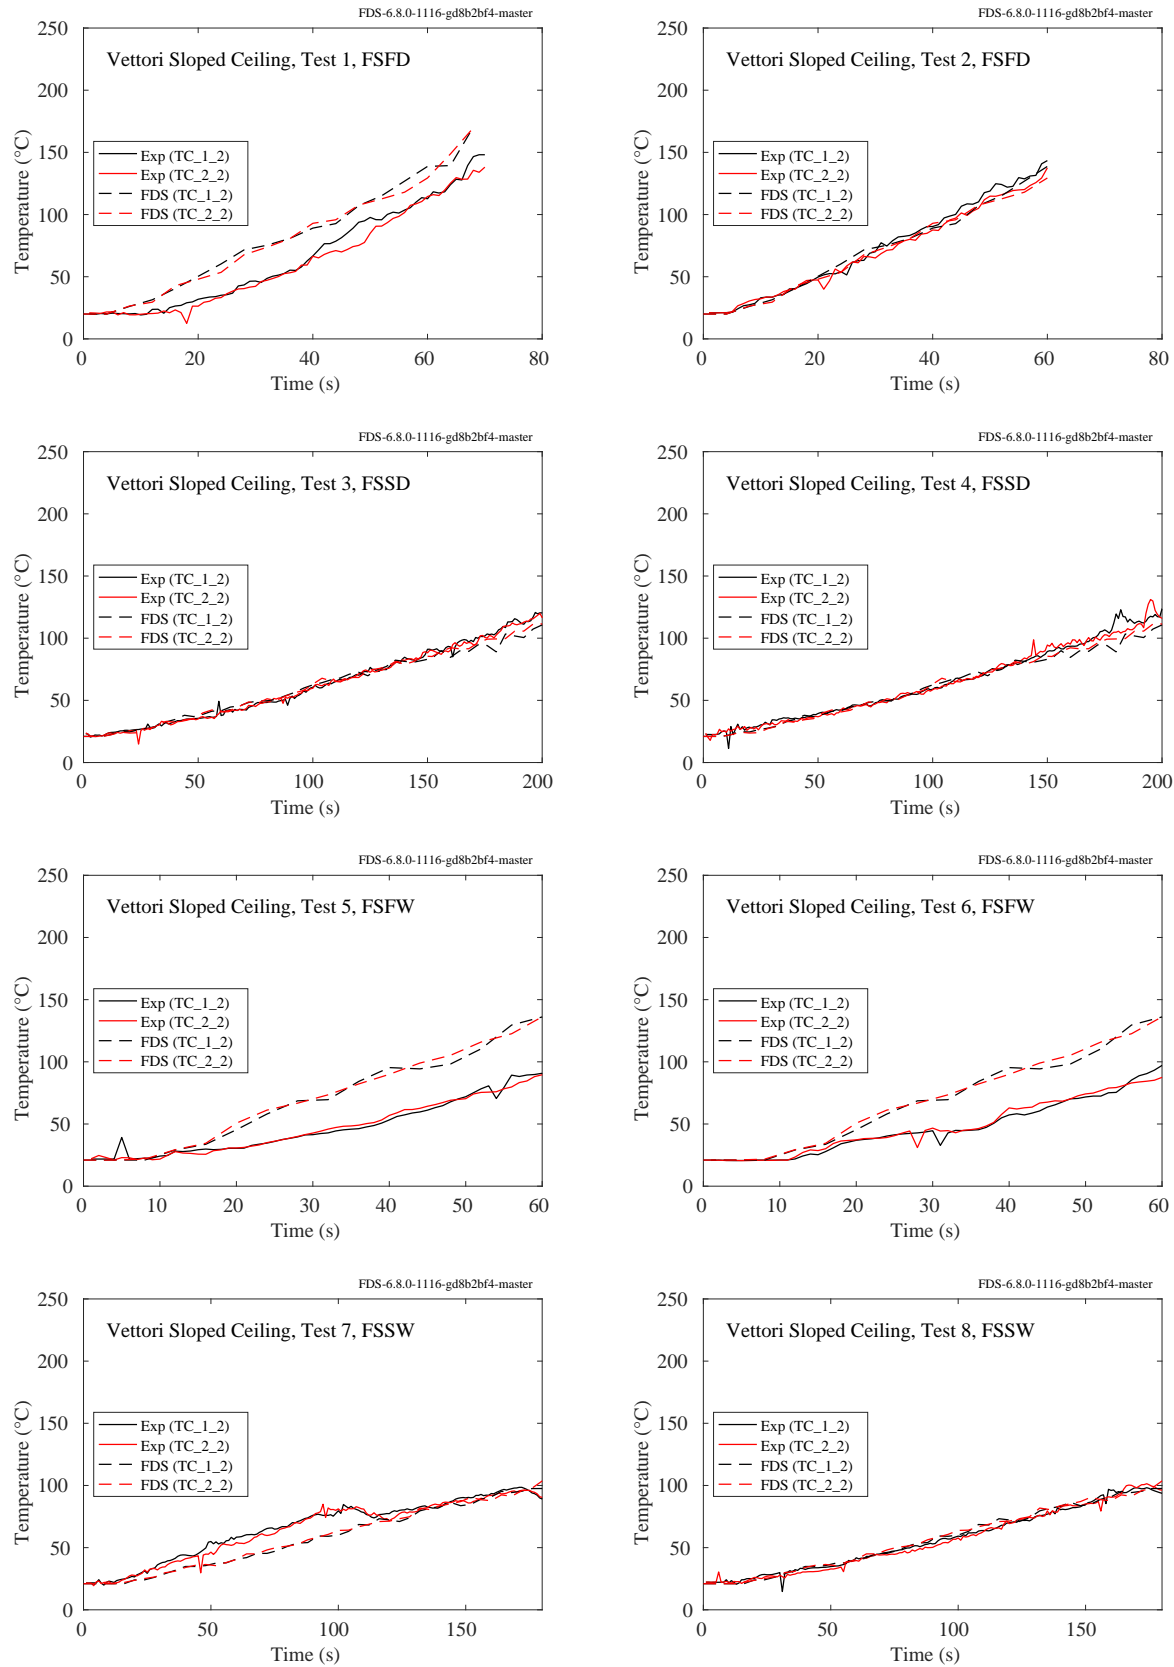 FDS-6.8.0-1116-gd8b2bf4-master
Vettori Sloped Ceiling, Test 1, FSFD
Temperature (°C)
250
200
150
100
50
0
Exp (TC_1_2)
Exp (TC_2_2)
FDS (TC_1_2)
FDS (TC_2_2)
0 20 40 60 80
Time (s)
FDS-6.8.0-1116-gd8b2bf4-master
Vettori Sloped Ceiling, Test 2, FSFD
Temperature (°C)
250
200
150
100
50
0
Exp (TC_1_2)
Exp (TC_2_2)
FDS (TC_1_2)
FDS (TC_2_2)
0 20 40 60 80
Time (s)
FDS-6.8.0-1116-gd8b2bf4-master
Vettori Sloped Ceiling, Test 3, FSSD
Temperature (°C)
250
200
150
100
50
0
Exp (TC_1_2)
Exp (TC_2_2)
FDS (TC_1_2)
FDS (TC_2_2)
0 50 100 150 200
Time (s)
FDS-6.8.0-1116-gd8b2bf4-master
Vettori Sloped Ceiling, Test 4, FSSD
Temperature (°C)
250
200
150
100
50
0
Exp (TC_1_2)
Exp (TC_2_2)
FDS (TC_1_2)
FDS (TC_2_2)
0 50 100 150 200
Time (s)
FDS-6.8.0-1116-gd8b2bf4-master
Vettori Sloped Ceiling, Test 5, FSFW
Temperature (°C)
250
200
150
100
50
0
Exp (TC_1_2)
Exp (TC_2_2)
FDS (TC_1_2)
FDS (TC_2_2)
0 10 20 30 40 50 60
Time (s)
FDS-6.8.0-1116-gd8b2bf4-master
Vettori Sloped Ceiling, Test 6, FSFW
Temperature (°C)
250
200
150
100
50
0
Exp (TC_1_2)
Exp (TC_2_2)
FDS (TC_1_2)
FDS (TC_2_2)
0 10 20 30 40 50 60
Time (s)
FDS-6.8.0-1116-gd8b2bf4-master
Vettori Sloped Ceiling, Test 7, FSSW
Temperature (°C)
250
200
150
100
50
0
Exp (TC_1_2)
Exp (TC_2_2)
FDS (TC_1_2)
FDS (TC_2_2)
0 50 100 150
Time (s)
FDS-6.8.0-1116-gd8b2bf4-master
Vettori Sloped Ceiling, Test 8, FSSW
Temperature (°C)
250
200
150
100
50
0
Exp (TC_1_2)
Exp (TC_2_2)
FDS (TC_1_2)
FDS (TC_2_2)
0 50 100 150
Time (s)